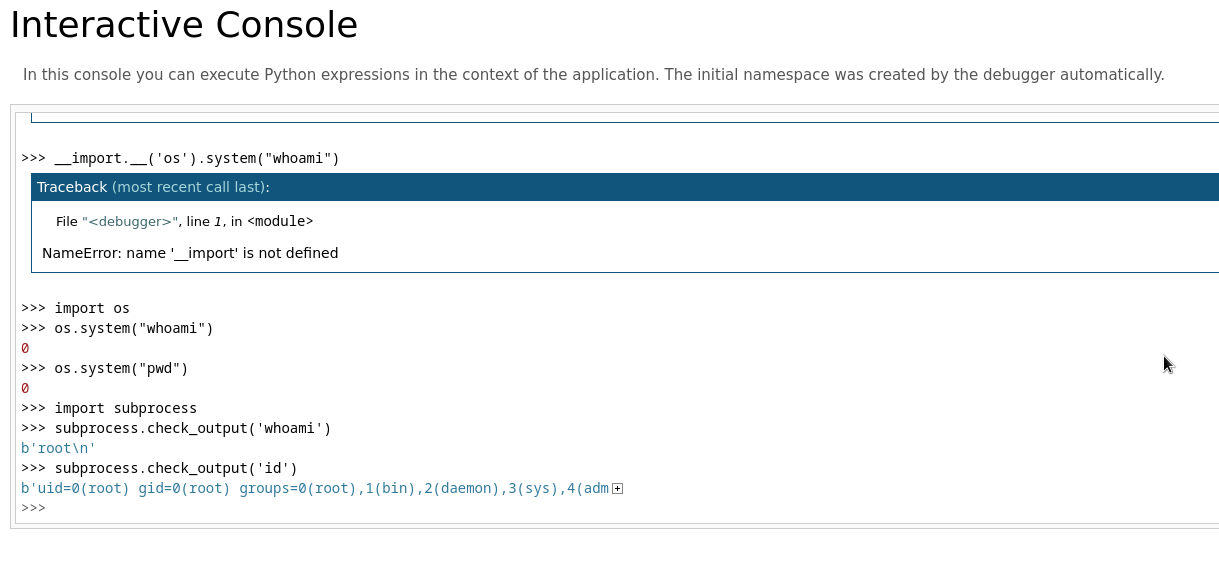 Interactive Console
In this console you can execute Python expressions in the context of the application. The initial namespace was created by the debugger automatically.
>>> __import.__('os').system("whoami")
Traceback (most recent call last):
File "<debugger>", line 1, in <module>
NameError: name '__import' is not defined
>>> import os
>>> os.system("whoami")
0
>>> os.system("pwd")
0
>>> import subprocess
>>> subprocess.check_output('whoami')
b'root\n'
>>> subprocess.check_output('id')
b'uid=0(root) gid=0(root) groups=0(root),1(bin),2(daemon),3(sys),4(adm
>>>